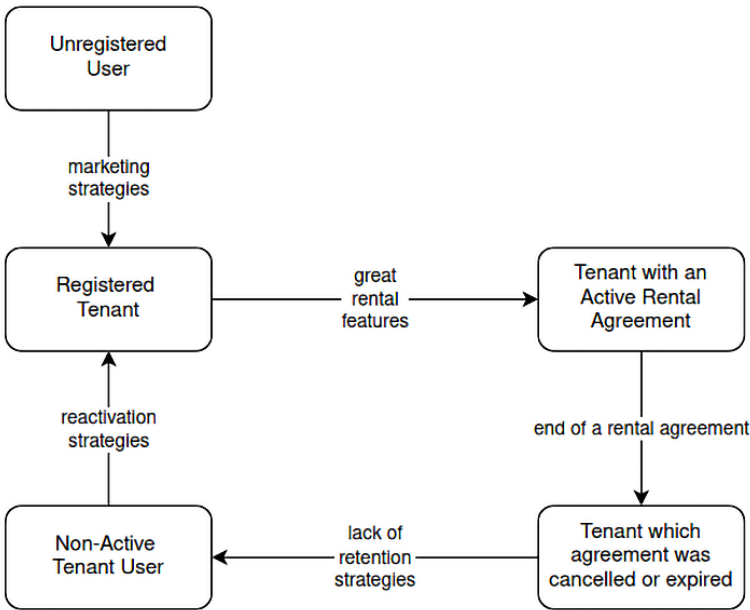 Unregistered
User
marketing
strategies
Registered
Tenant
great
rental
features
Tenant with an
Active Rental
Agreement
reactivation
strategies
end of a rental agreement
Non-Active
Tenant User
lack of
retention
strategies
Tenant which
agreement was
cancelled or expired